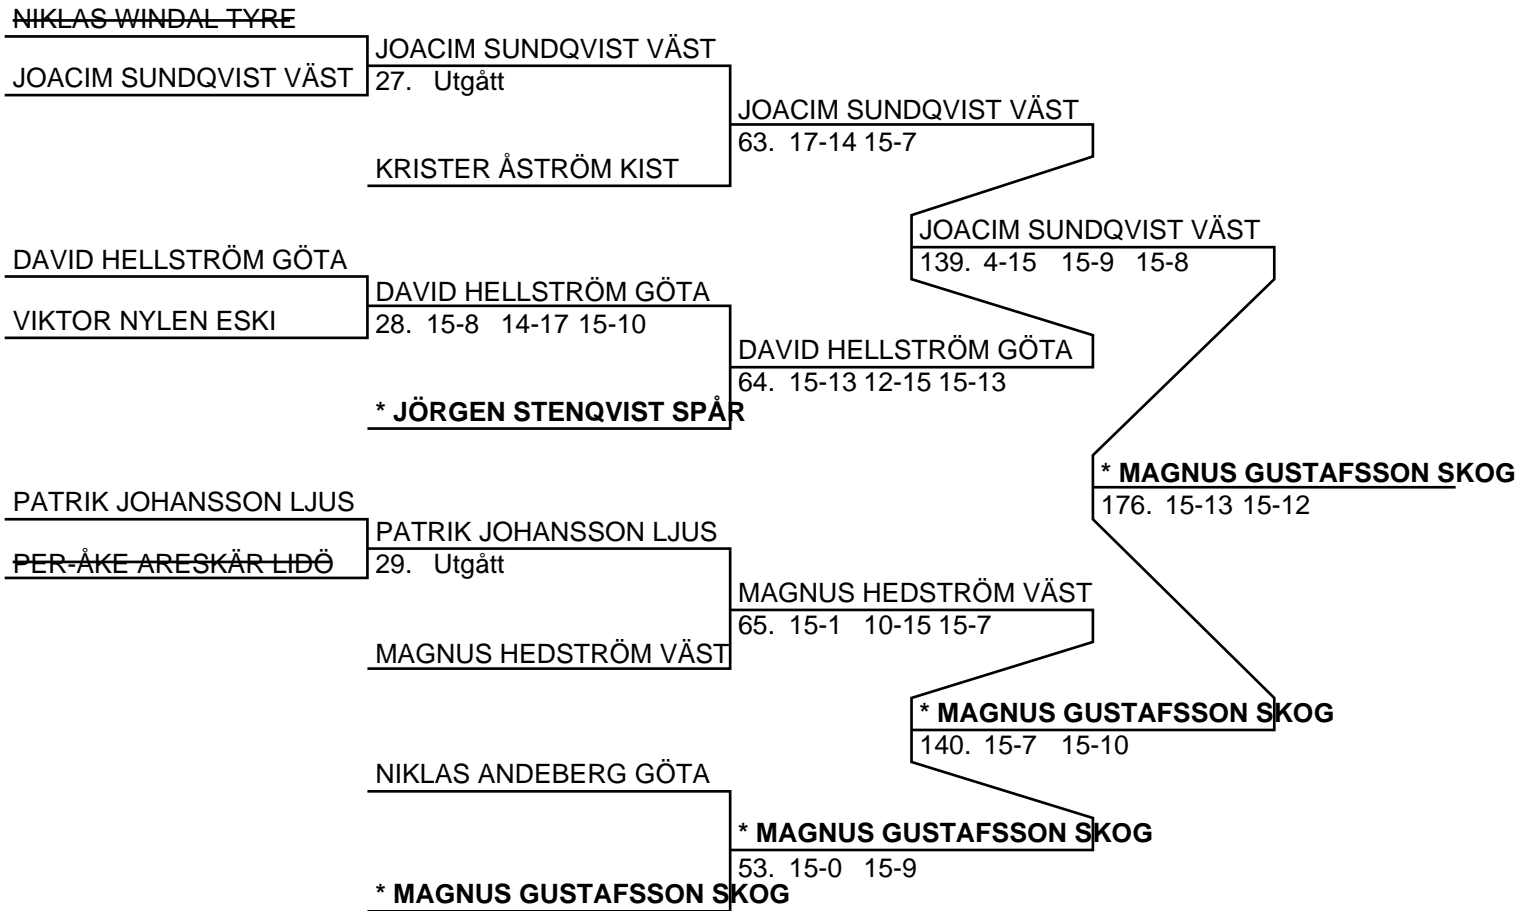 NIKLAS WINDAL TYRE
JOACIM SUNDQVIST VÄST
JOACIM SUNDQVIST VÄST
27. Utgått
JOACIM SUNDQVIST VÄST
63. 17-14 15-7
KRISTER ÅSTRÖM KIST
JOACIM SUNDQVIST VÄST
139. 4-15 15-9 15-8
DAVID HELLSTRÖM GÖTA
DAVID HELLSTRÖM GÖTA
VIKTOR NYLEN ESKI
28. 15-8 14-17 15-10
DAVID HELLSTRÖM GÖTA
64. 15-13 12-15 15-13
* JÖRGEN STENQVIST SPÅR
* MAGNUS GUSTAFSSON SKOG
176. 15-13 15-12
PATRIK JOHANSSON LJUS
PATRIK JOHANSSON LJUS
PER-ÅKE ARESKÄR LIDÖ
29. Utgått
MAGNUS HEDSTRÖM VÄST
65. 15-1 10-15 15-7
MAGNUS HEDSTRÖM VÄST
* MAGNUS GUSTAFSSON SKOG
140. 15-7 15-10
NIKLAS ANDEBERG GÖTA
* MAGNUS GUSTAFSSON SKOG
53. 15-0 15-9
* MAGNUS GUSTAFSSON SKOG